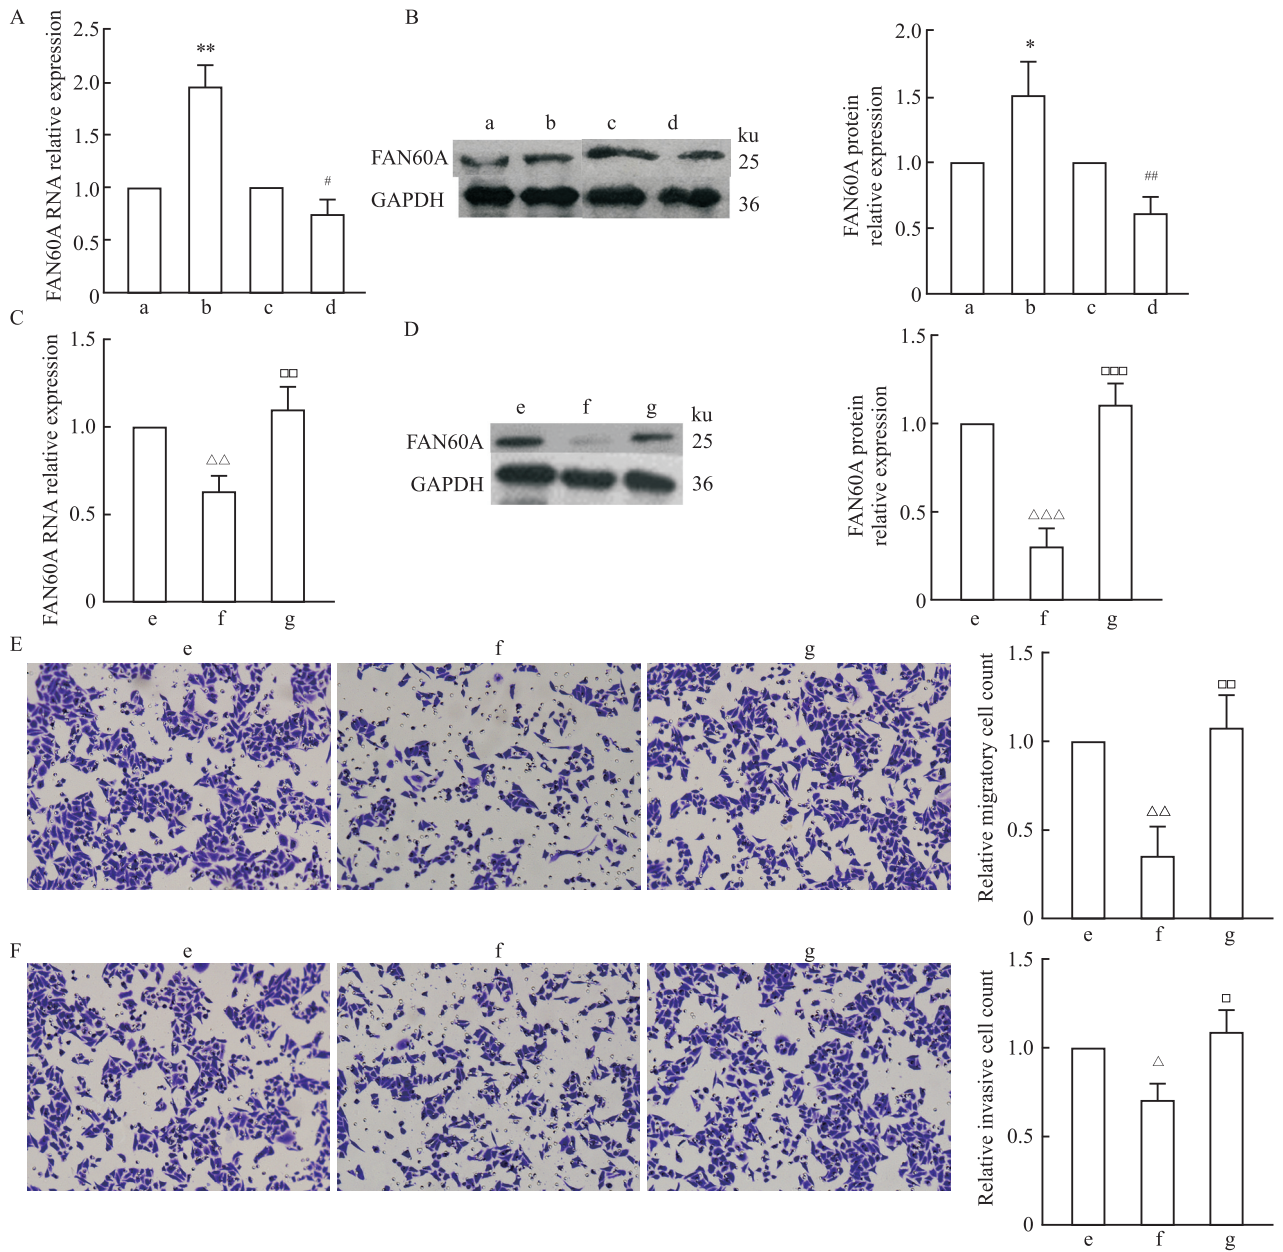 A
FAN60A RNA relative expression
2.5
2.0
1.5
1.0
0.5
0
**
#
a b c d
B
a b c d
ku
FAN60A 25
GAPDH 36
FAN60A protein
relative expression
2.0
1.5
1.0
0.5
0
*
##
a b c d
C
FAN60A RNA relative expression
1.5
1.0
0.5
0
△△
□□
e f g
D
e f g
ku
FAN60A 25
GAPDH 36
FAN60A protein
relative expression
1.5
1.0
0.5
0
△△△
□□□
e f g
E
e f g
Relative migratory cell count
1.5
1.0
0.5
0
△△
□□
e f g
F
e f g
Relative invasive cell count
1.5
1.0
0.5
0
△
□
e f g